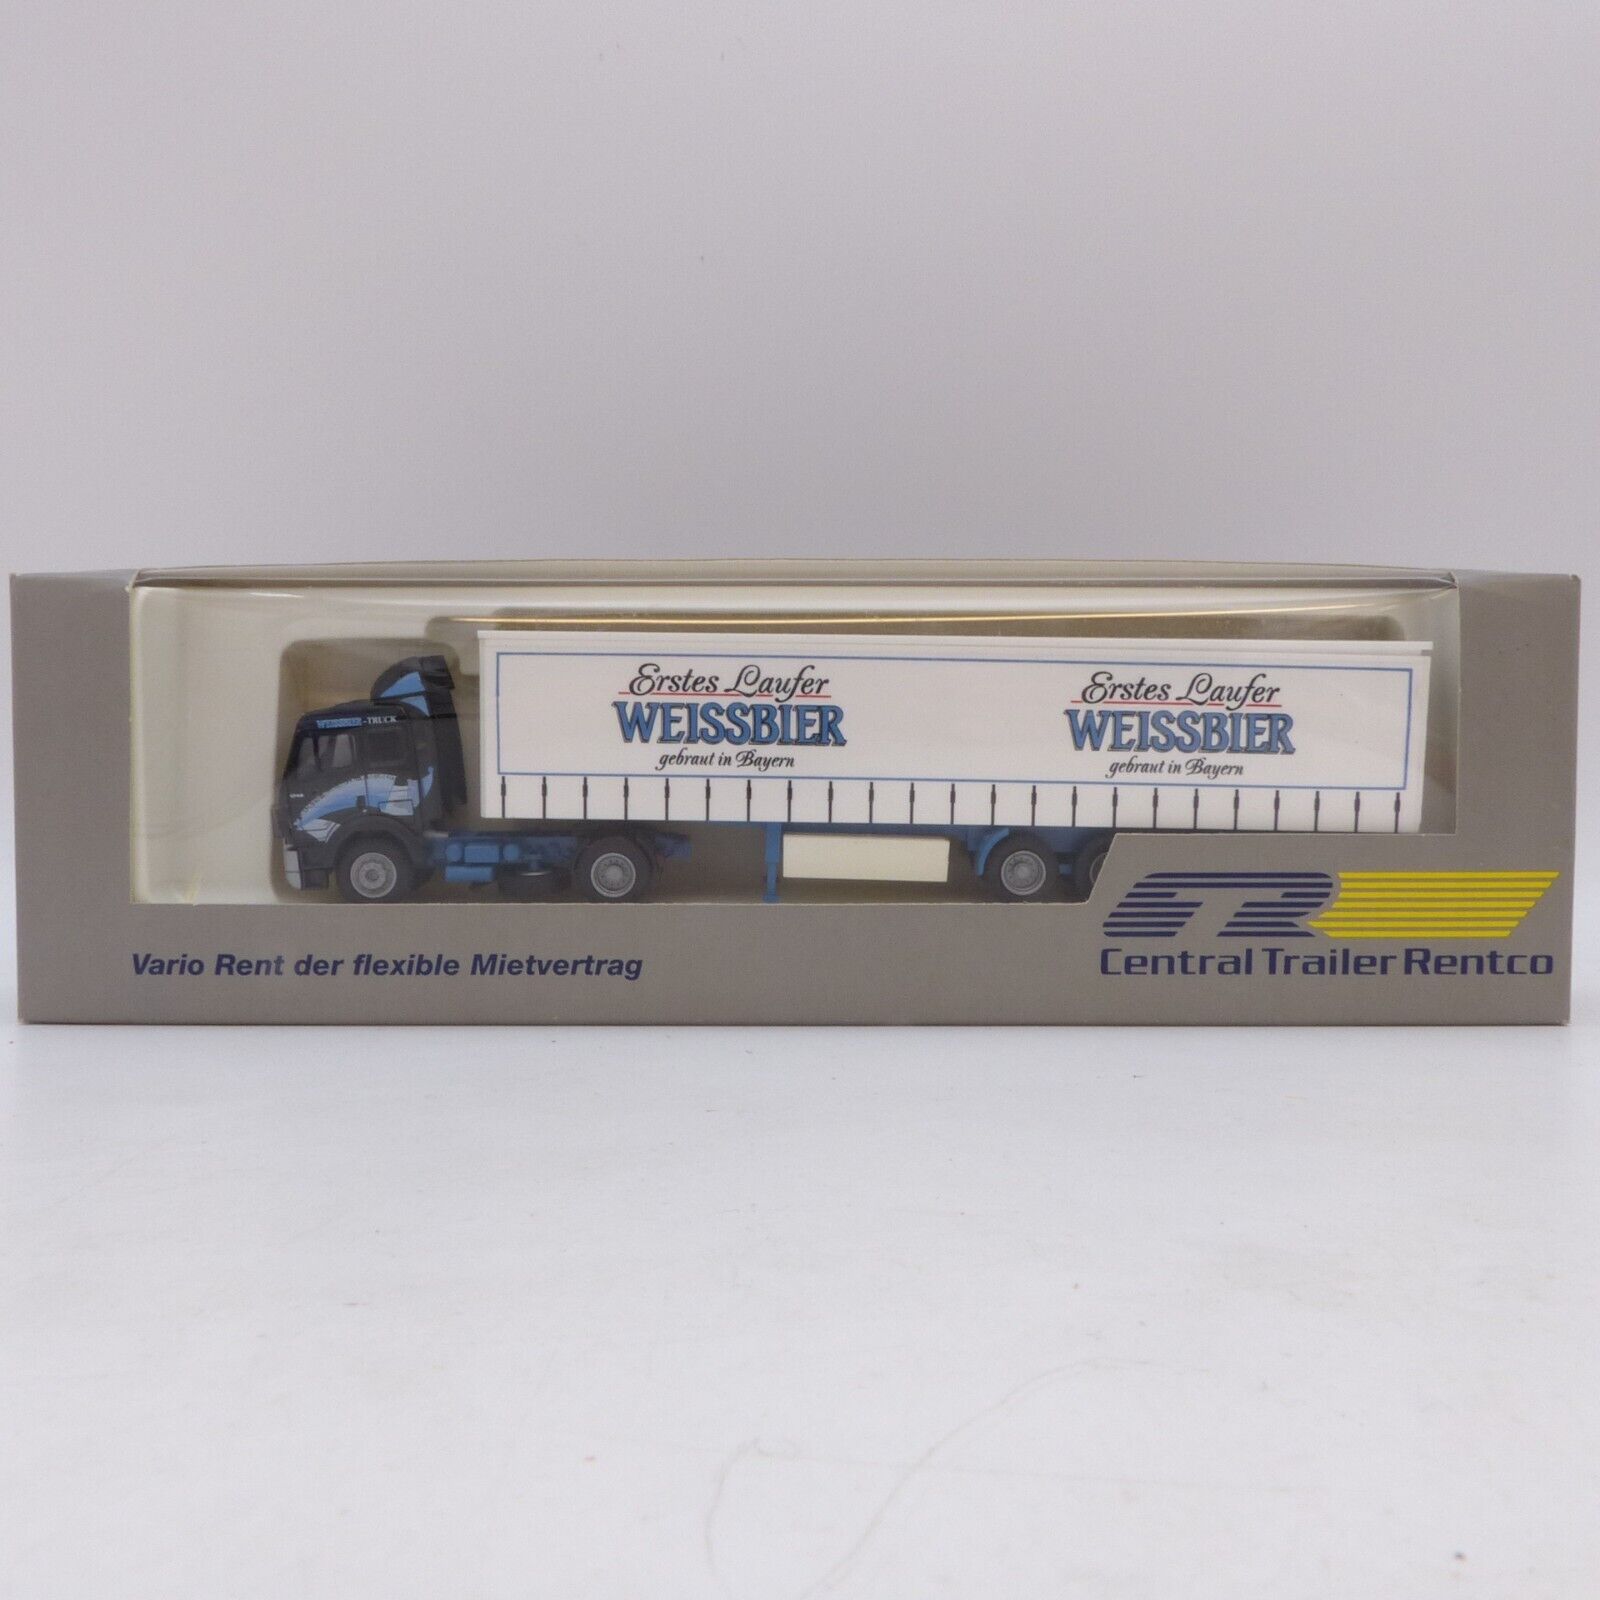 WEISSBIER-TRUCK
Erstes Laufer
WEISSBIER
gebraut in Bayern
Erstes Laufer
WEISSBIER
gebraut in Bayern
Vario Rent der flexible Mietvertrag
Central Trailer Rentco